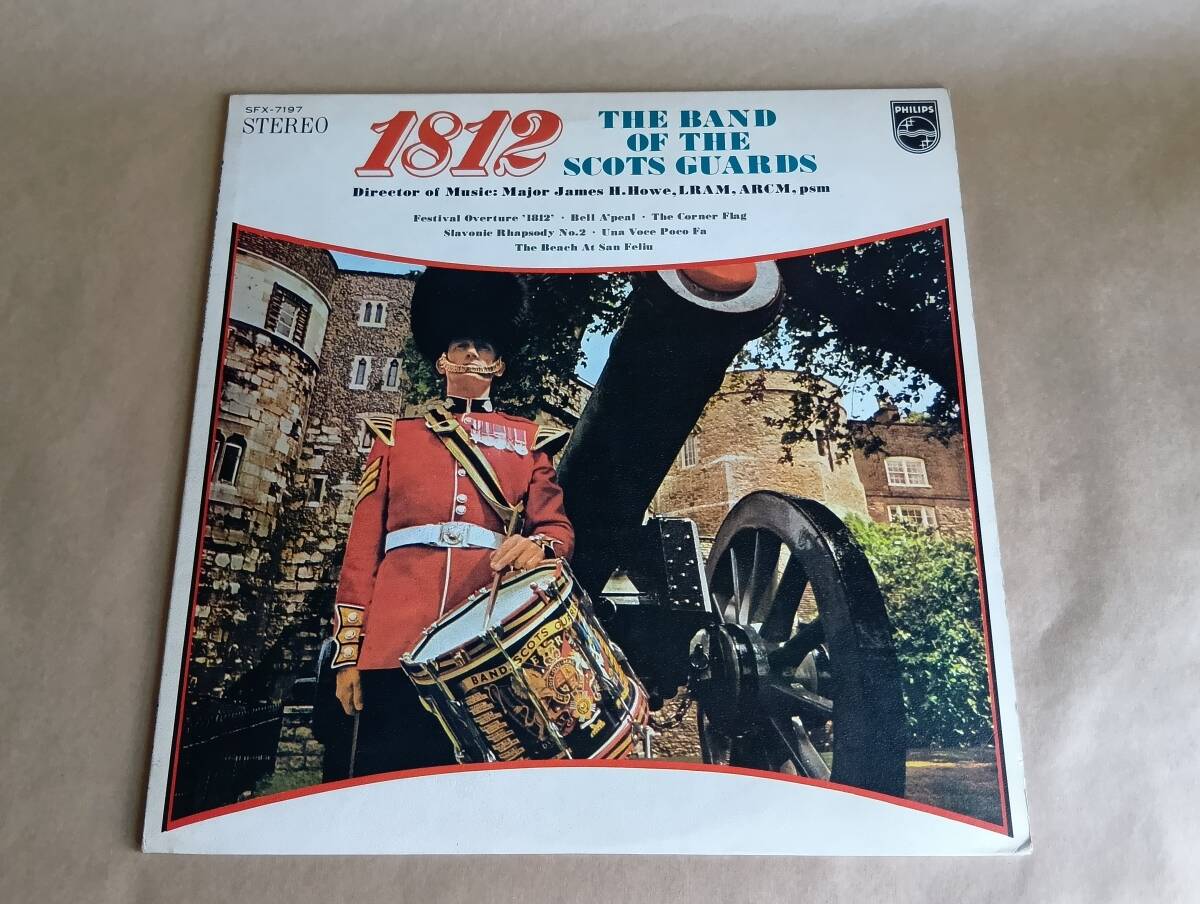 SFX-7197
STEREO
1812
THE BAND
OF THE
SCOTS GUARDS
PHILIPS
Director of Music: Major James H. Howe, LRAM, ARCM, psm
Festival Overture '1812' · Bell A'peal · The Corner Flag
Slavonic Rhapsody No.2 · Una Voce Poco Fa
The Beach At San Feliu
BAND SCOTS GUARDS